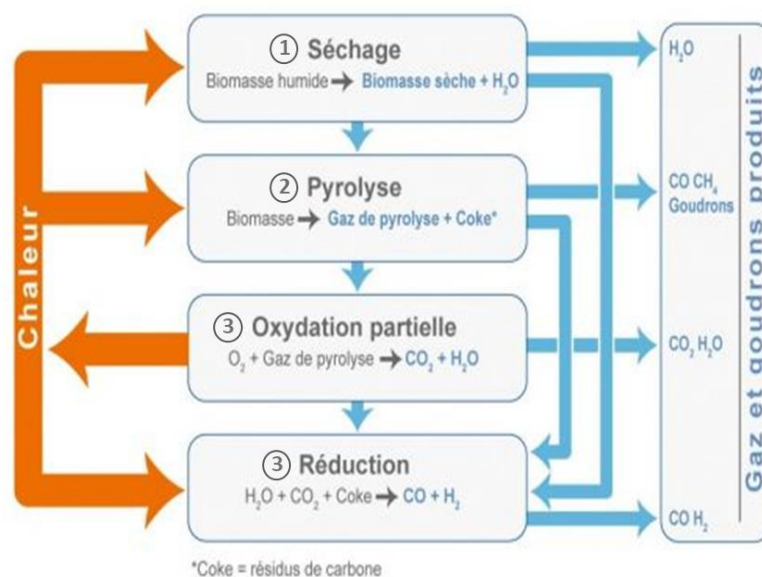 ① Séchage
Biomasse humide → Biomasse sèche + H₂O
② Pyrolyse
Biomasse → Gaz de pyrolyse + Coke*
③ Oxydation partielle
O₂ + Gaz de pyrolyse → CO₂ + H₂O
③ Réduction
H₂O + CO₂ + Coke → CO + H₂
*Coke = résidus de carbone
Chaleur
H₂O
CO CH₄
Goudrons
CO₂ H₂O
CO H₂
Gaz et goudrons produits